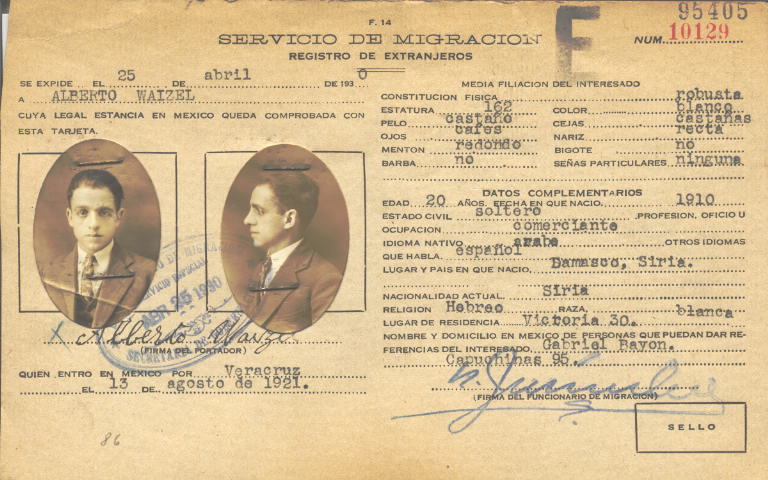 F. 14
95405
SERVICIO DE MIGRACION
F
NUM. 10129
REGISTRO DE EXTRANJEROS
SE EXPIDE EL 25 DE abril DE 1930
A ALBERTO WAIZEL
CUYA LEGAL ESTANCIA EN MEXICO QUEDA COMPROBADA CON
ESTA TARJETA.
MEDIA FILIACION DEL INTERESADO
CONSTITUCION FISICA robusta
ESTATURA 162 COLOR blanco
PELO castaño CEJAS castañas
OJOS cafes NARIZ recta
MENTON redondo BIGOTE no
BARBA no SEÑAS PARTICULARES ninguna
DATOS COMPLEMENTARIOS
EDAD 20 AÑOS. FECHA EN QUE NACIO, 1910
ESTADO CIVIL soltero PROFESION, OFICIO U
OCUPACION comerciante
IDIOMA NATIVO arabe OTROS IDIOMAS
QUE HABLA. español
LUGAR Y PAIS EN QUE NACIO, Damasco, Siria.
NACIONALIDAD ACTUAL. Siria
RELIGION Hebreo RAZA, blanca
LUGAR DE RESIDENCIA Victoria 30.
NOMBRE Y DOMICILIO EN MEXICO DE PERSONAS QUE PUEDAN DAR RE-
FERENCIAS DEL INTERESADO, Gabriel Rayon.
Capuchinas 95.
(FIRMA DEL FUNCIONARIO DE MIGRACION)
SELLO
ABR 25 1930
X Alberto Waizel
(FIRMA DEL PORTADOR)
QUIEN ENTRO EN MEXICO POR Veracruz
EL 13 DE agosto de 1921.
86